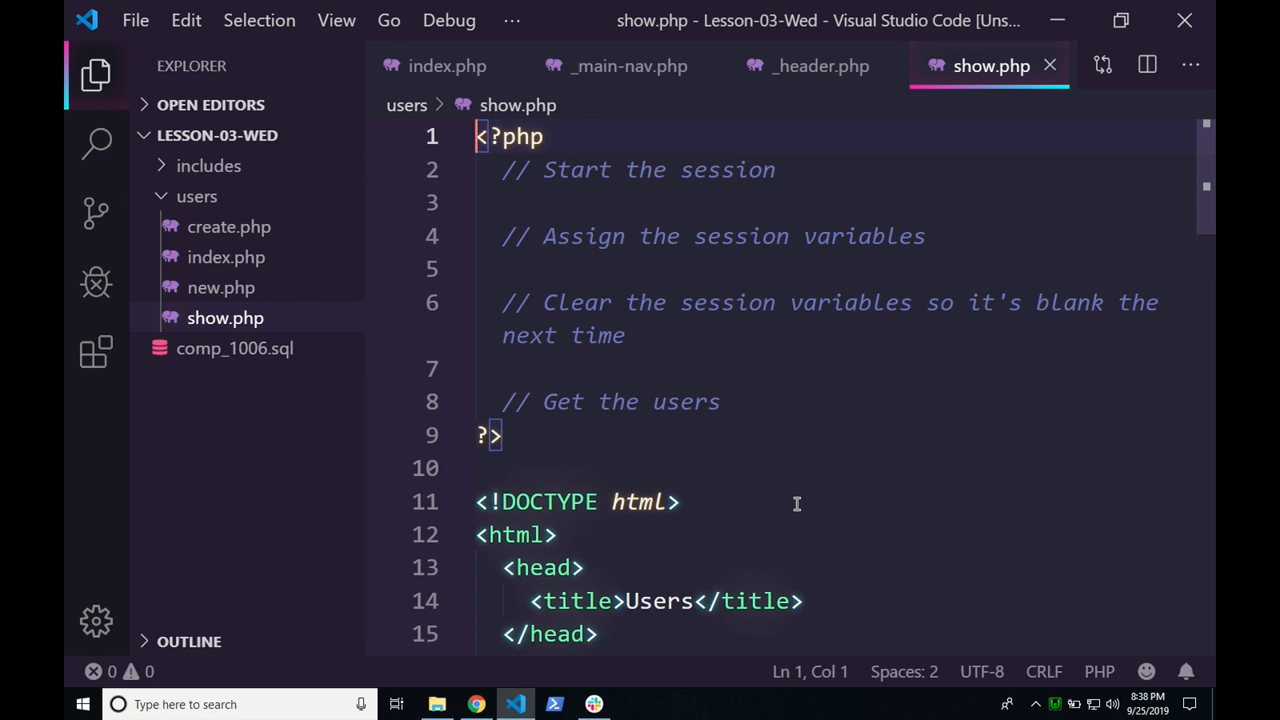 File Edit Selection View Go Debug ··· show.php - Lesson-03-Wed - Visual Studio Code [Uns...
EXPLORER
OPEN EDITORS
LESSON-03-WED
includes
users
create.php
index.php
new.php
show.php
comp_1006.sql
OUTLINE
index.php _main-nav.php _header.php show.php
users > show.php
1 <?php
2 // Start the session
3
4 // Assign the session variables
5
6 // Clear the session variables so it's blank the
next time
7
8 // Get the users
9 ?>
10
11 <!DOCTYPE html>
12 <html>
13 <head>
14 <title>Users</title>
15 </head>
0 0 Ln 1, Col 1 Spaces: 2 UTF-8 CRLF PHP
Type here to search
8:38 PM
9/25/2019